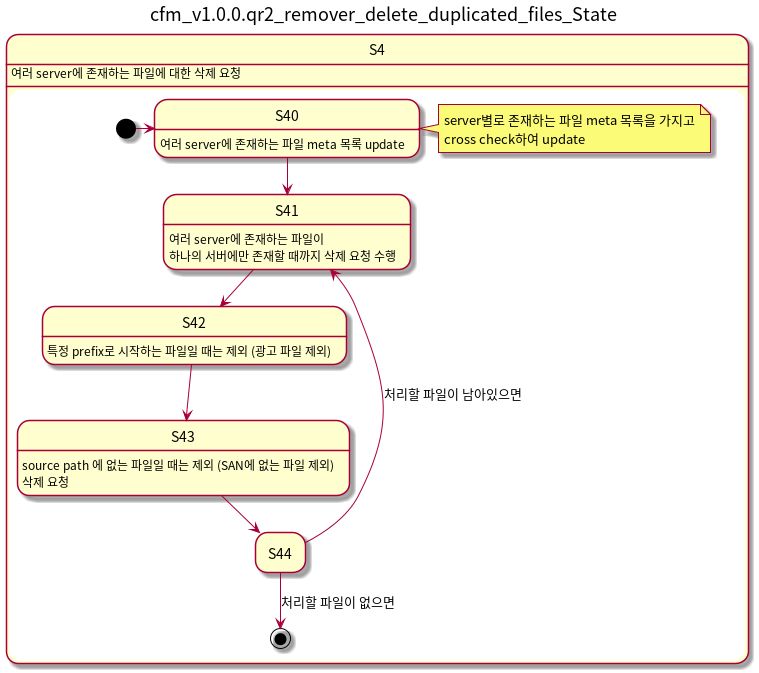 cfm_v1.0.0.qr2_remover_delete_duplicated_files_State
S4
여러 server에 존재하는 파일에 대한 삭제 요청
S40
여러 server에 존재하는 파일 meta 목록 update
server별로 존재하는 파일 meta 목록을 가지고
cross check하여 update
S41
여러 server에 존재하는 파일이
하나의 서버에만 존재할 때까지 삭제 요청 수행
S42
특정 prefix로 시작하는 파일일 때는 제외 (광고 파일 제외)
처리할 파일이 남아있으면
S43
source path 에 없는 파일일 때는 제외 (SAN에 없는 파일 제외)
삭제 요청
S44
처리할 파일이 없으면